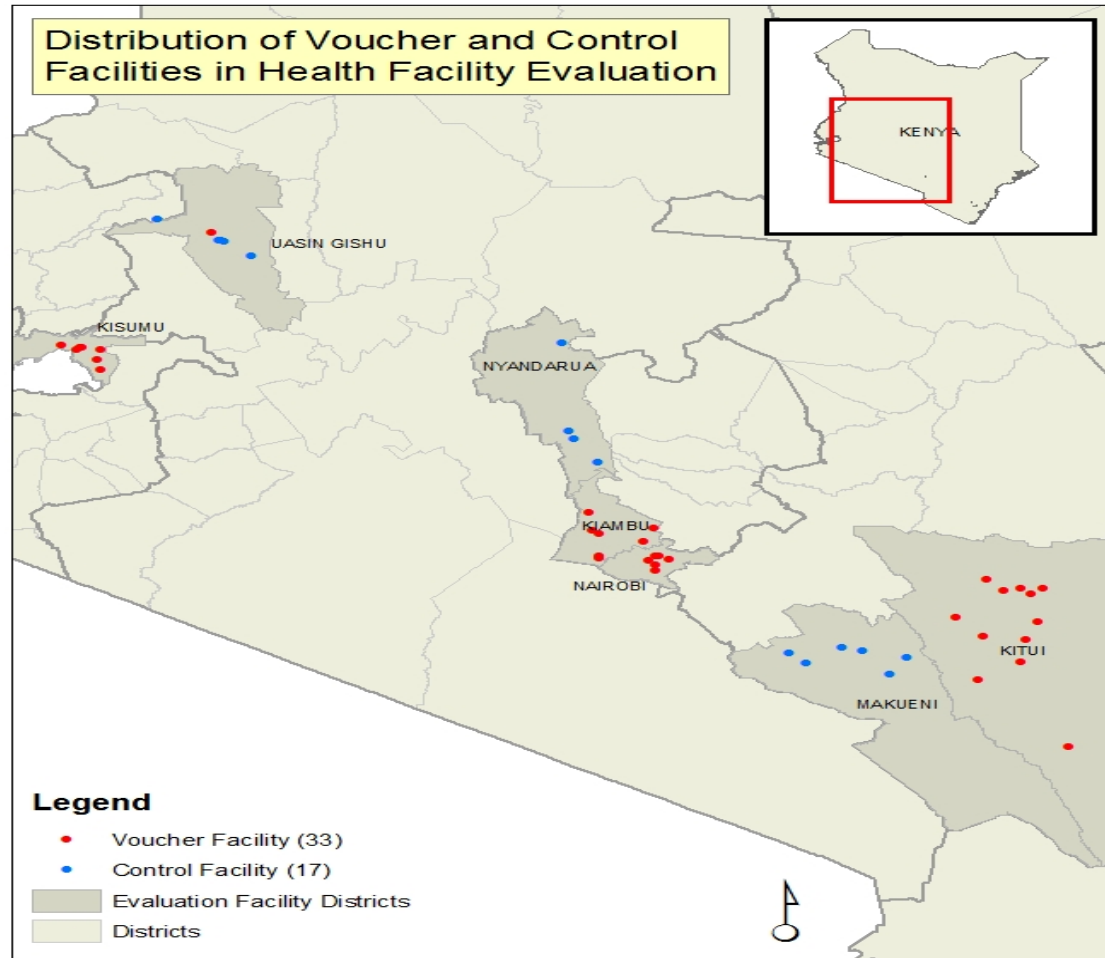 Distribution of Voucher and Control
Facilities in Health Facility Evaluation
KENYA
UASIN GISHU
KISUMU
NYANDARUA
KIAMBU
NAIROBI
KITUI
MAKUENI
Legend
Voucher Facility (33)
Control Facility (17)
Evaluation Facility Districts
Districts